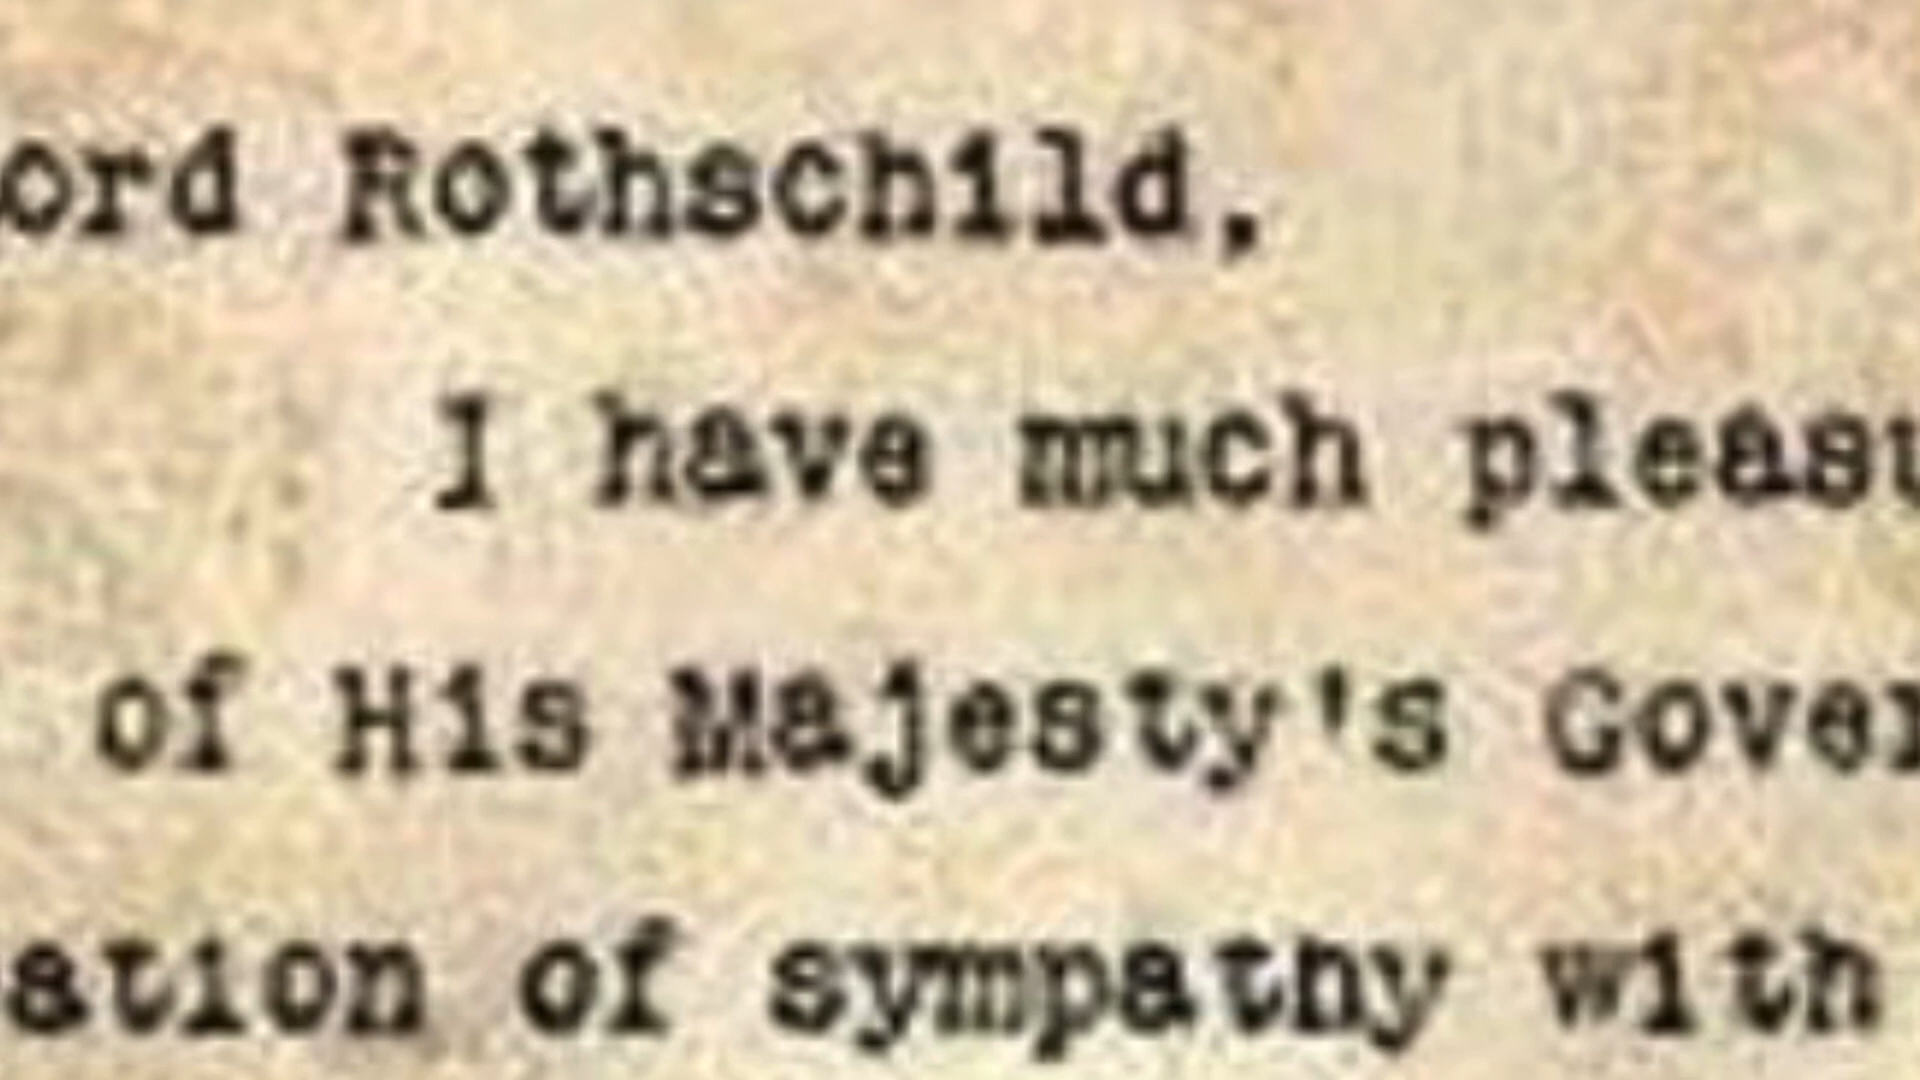 ord Rothschild,
I have much pleasu
of His Majesty's Gover
ation of sympathy with